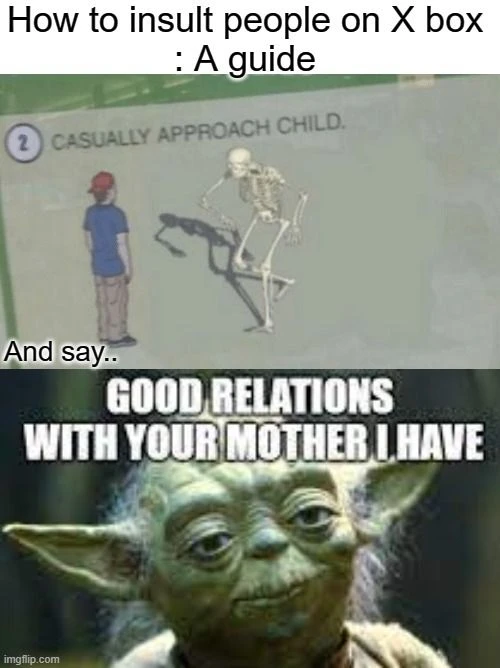 How to insult people on X box
: A guide
2 CASUALLY APPROACH CHILD.
And say..
GOOD RELATIONS
WITH YOUR MOTHER I HAVE
imgflip.com